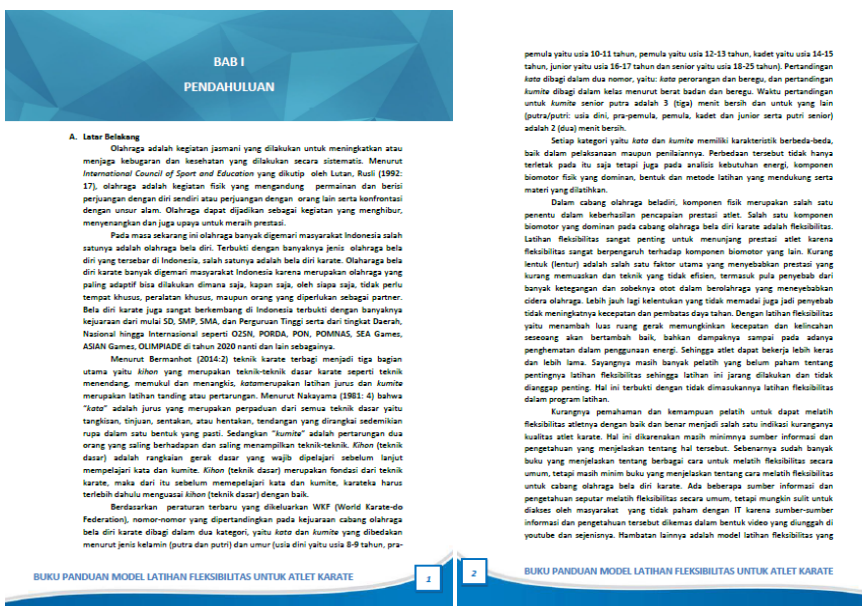 BAB I
PENDAHULUAN
A. Latar Belakang
Olahraga adalah kegiatan jasmani yang dilakukan untuk meningkatkan atau
menjaga kebugaran dan kesehatan yang dilakukan secara sistematis. Menurut
International Council of Sport and Education yang dikutip oleh Lutan, Rusli (1992:
17), olahraga adalah kegiatan fisik yang mengandung permainan dan berisi
perjuangan dengan diri sendiri atau perjuangan dengan orang lain serta konfrontasi
dengan unsur alam. Olahraga dapat dijadikan sebagai kegiatan yang menghibur,
menyenangkan dan juga upaya untuk meraih prestasi.
Pada masa sekarang ini olahraga banyak digemari masyarakat Indonesia salah
satunya adalah olahraga bela diri. Terbukti dengan banyaknya jenis olahraga bela
diri yang tersebar di Indonesia, salah satunya adalah bela diri karate. Olaharaga bela
diri karate banyak digemari masyarakat Indonesia karena merupakan olahraga yang
paling adaptif bisa dilakukan dimana saja, kapan saja, oleh siapa saja, tidak perlu
tempat khusus, peralatan khusus, maupun orang yang diperlukan sebagai partner.
Bela diri karate juga sangat berkembang di Indonesia terbukti dengan banyaknya
kejuaraan dari mulai SD, SMP, SMA, dan Perguruan Tinggi serta dari tingkat Daerah,
Nasional hingga Internasional seperti O2SN, PORDA, PON, POMNAS, SEA Games,
ASIAN Games, OLIMPIADE di tahun 2020 nanti dan lain sebagainya.
Menurut Bermanhot (2014:2) teknik karate terbagi menjadi tiga bagian
utama yaitu kihon yang merupakan teknik-teknik dasar karate seperti teknik
menendang, memukul dan menangkis, katamerupakan latihan jurus dan kumite
merupakan latihan tanding atau pertarungan. Menurut Nakayama (1981: 4) bahwa
"kata" adalah jurus yang merupakan perpaduan dari semua teknik dasar yaitu
tangkisan, tinjuan, sentakan, atau hentakan, tendangan yang dirangkai sedemikian
rupa dalam satu bentuk yang pasti. Sedangkan "kumite" adalah pertarungan dua
orang yang saling berhadapan dan saling menampilkan teknik-teknik. Kihon (teknik
dasar) adalah rangkaian gerak dasar yang wajib dipelajari sebelum lanjut
mempelajari kata dan kumite. Kihon (teknik dasar) merupakan fondasi dari teknik
karate, maka dari itu sebelum memepelajari kata dan kumite, karateka harus
terlebih dahulu menguasai kihon (teknik dasar) dengan baik.
Berdasarkan peraturan terbaru yang dikeluarkan WKF (World Karate-do
Federation), nomor-nomor yang dipertandingkan pada kejuaraan cabang olahraga
bela diri karate dibagi dalam dua kategori, yaitu kata dan kumite yang dibedakan
menurut jenis kelamin (putra dan putri) dan umur (usia dini yaitu usia 8-9 tahun, pra-
BUKU PANDUAN MODEL LATIHAN FLEKSIBILITAS UNTUK ATLET KARATE
1
pemula yaitu usia 10-11 tahun, pemula yaitu usia 12-13 tahun, kadet yaitu usia 14-15
tahun, junior yaitu usia 16-17 tahun dan senior yaitu usia 18-25 tahun). Pertandingan
kata dibagi dalam dua nomor, yaitu: kata perorangan dan beregu, dan pertandingan
kumite dibagi dalam kelas menurut berat badan dan beregu. Waktu pertandingan
untuk kumite senior putra adalah 3 (tiga) menit bersih dan untuk yang lain
(putra/putri: usia dini, pra-pemula, pemula, kadet dan junior serta putri senior)
adalah 2 (dua) menit bersih.
Setiap kategori yaitu kata dan kumite memiliki karakteristik berbeda-beda,
baik dalam pelaksanaan maupun penilaiannya. Perbedaan tersebut tidak hanya
terletak pada itu saja tetapi juga pada analisis kebutuhan energi, komponen
biomotor fisik yang dominan, bentuk dan metode latihan yang mendukung serta
materi yang dilatihkan.
Dalam cabang olahraga beladiri, komponen fisik merupakan salah satu
penentu dalam keberhasilan pencapaian prestasi atlet. Salah satu komponen
biomotor yang dominan pada cabang olahraga bela diri karate adalah fleksibilitas.
Latihan fleksibilitas sangat penting untuk menunjang prestasi atlet karena
fleksibilitas sangat berpengaruh terhadap komponen biomotor yang lain. Kurang
lentuk (lentur) adalah salah satu faktor utama yang menyebabkan prestasi yang
kurang memuaskan dan teknik yang tidak efisien, termasuk pula penyebab dari
banyak ketegangan dan sobeknya otot dalam berolahraga yang meneyebabkan
cidera olahraga. Lebih jauh lagi kelentukan yang tidak memadai juga jadi penyebab
tidak meningkatnya kecepatan dan pembatas daya tahan. Dengan latihan fleksibilitas
yaitu menambah luas ruang gerak memungkinkan kecepatan dan kelincahan
seseoang akan bertambah baik, bahkan dampaknya sampai pada adanya
penghematan dalam penggunaan energi. Sehingga atlet dapat bekerja lebih keras
dan lebih lama. Sayangnya masih banyak pelatih yang belum paham tentang
pentingnya latihan fleksibilitas sehingga latihan ini jarang dilakukan dan tidak
dianggap penting. Hal ini terbukti dengan tidak dimasukannya latihan fleksibilitas
dalam program latihan.
Kurangnya pemahaman dan kemampuan pelatih untuk dapat melatih
fleksibilitas atletnya dengan baik dan benar menjadi salah satu indikasi kuranganya
kualitas atlet karate. Hal ini dikarenakan masih minimnya sumber informasi dan
pengetahuan yang menjelaskan tentang hal tersebut. Sebenarnya sudah banyak
buku yang menjelaskan tentang berbagai cara untuk melatih fleksibilitas secara
umum, tetapi masih minim buku yang menjelaskan tentang cara melatih fleksibilitas
untuk cabang olahraga bela diri karate. Ada beberapa sumber informasi dan
pengetahuan seputar melatih fleksibilitas secara umum, tetapi mungkin sulit untuk
diakses oleh masyarakat yang tidak paham dengan IT karena sumber-sumber
informasi dan pengetahuan tersebut dikemas dalam bentuk video yang diunggah di
youtube dan sejenisnya. Hambatan lainnya adalah model latihan fleksibilitas yang
2
BUKU PANDUAN MODEL LATIHAN FLEKSIBILITAS UNTUK ATLET KARATE